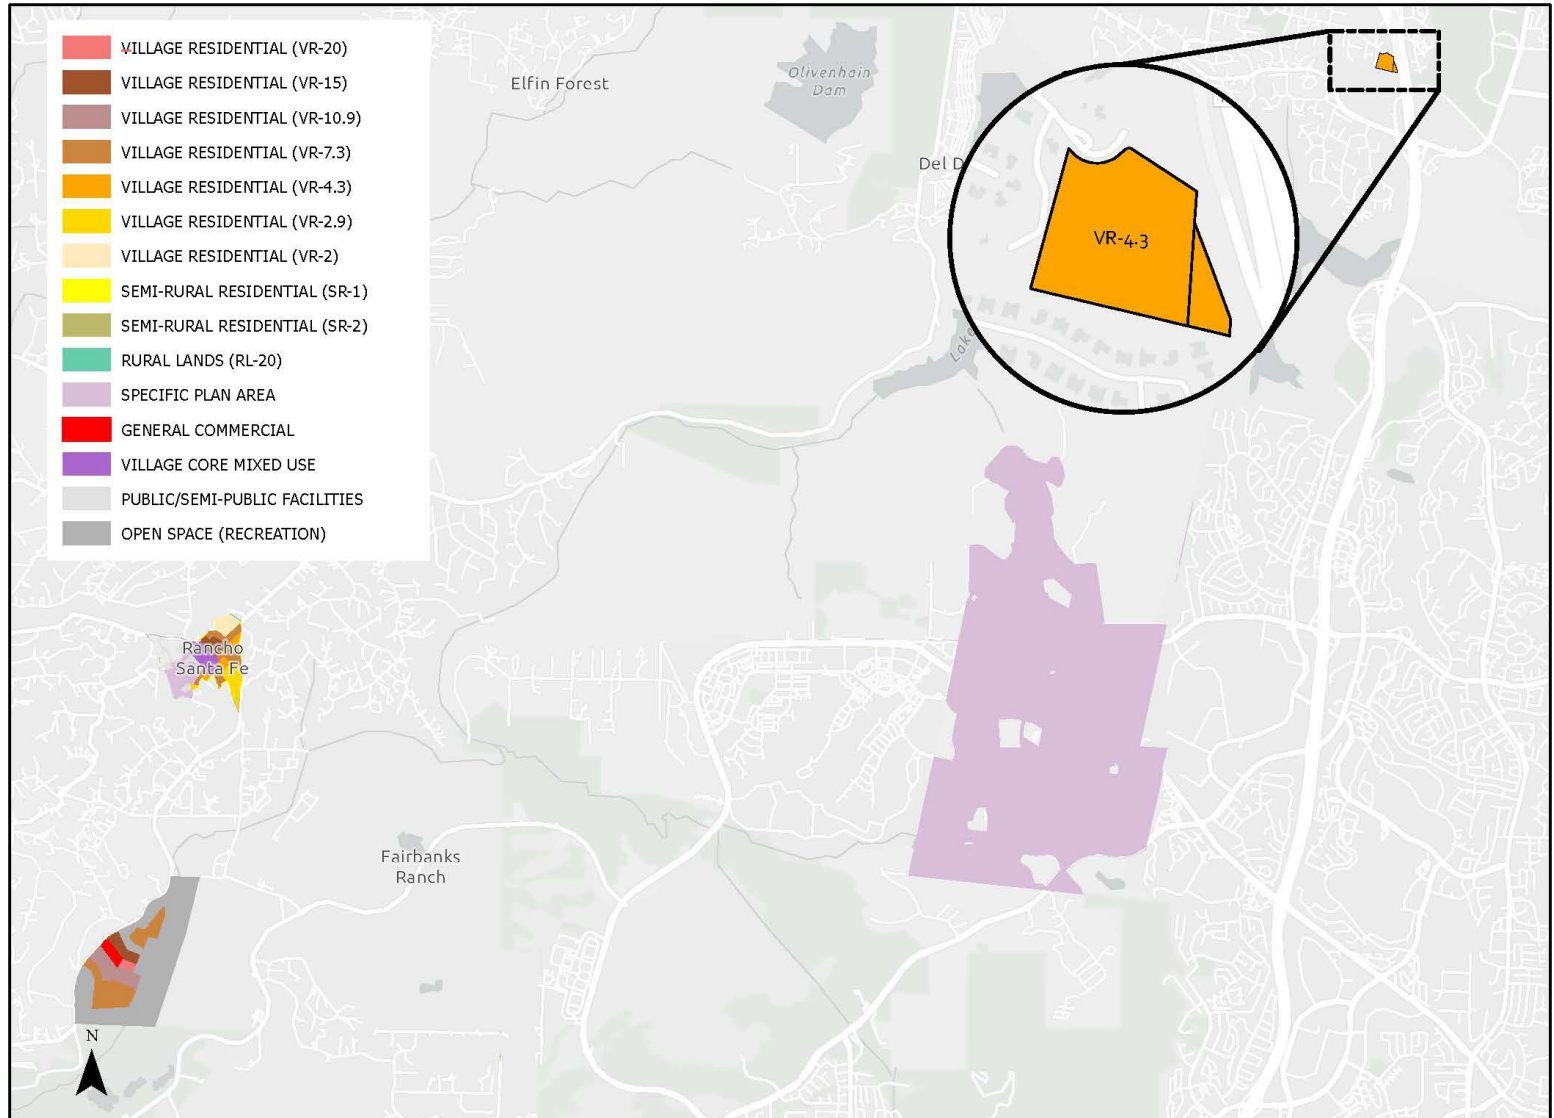 VILLAGE RESIDENTIAL (VR-20)
VILLAGE RESIDENTIAL (VR-15)
VILLAGE RESIDENTIAL (VR-10.9)
VILLAGE RESIDENTIAL (VR-7.3)
VILLAGE RESIDENTIAL (VR-4.3)
VILLAGE RESIDENTIAL (VR-2.9)
VILLAGE RESIDENTIAL (VR-2)
SEMI-RURAL RESIDENTIAL (SR-1)
SEMI-RURAL RESIDENTIAL (SR-2)
RURAL LANDS (RL-20)
SPECIFIC PLAN AREA
GENERAL COMMERCIAL
VILLAGE CORE MIXED USE
PUBLIC/SEMI-PUBLIC FACILITIES
OPEN SPACE (RECREATION)
Elfin Forest
Olivenhain
Dam
Del D
VR-4.3
Lake
Rancho
Santa Fe
Fairbanks
Ranch
N